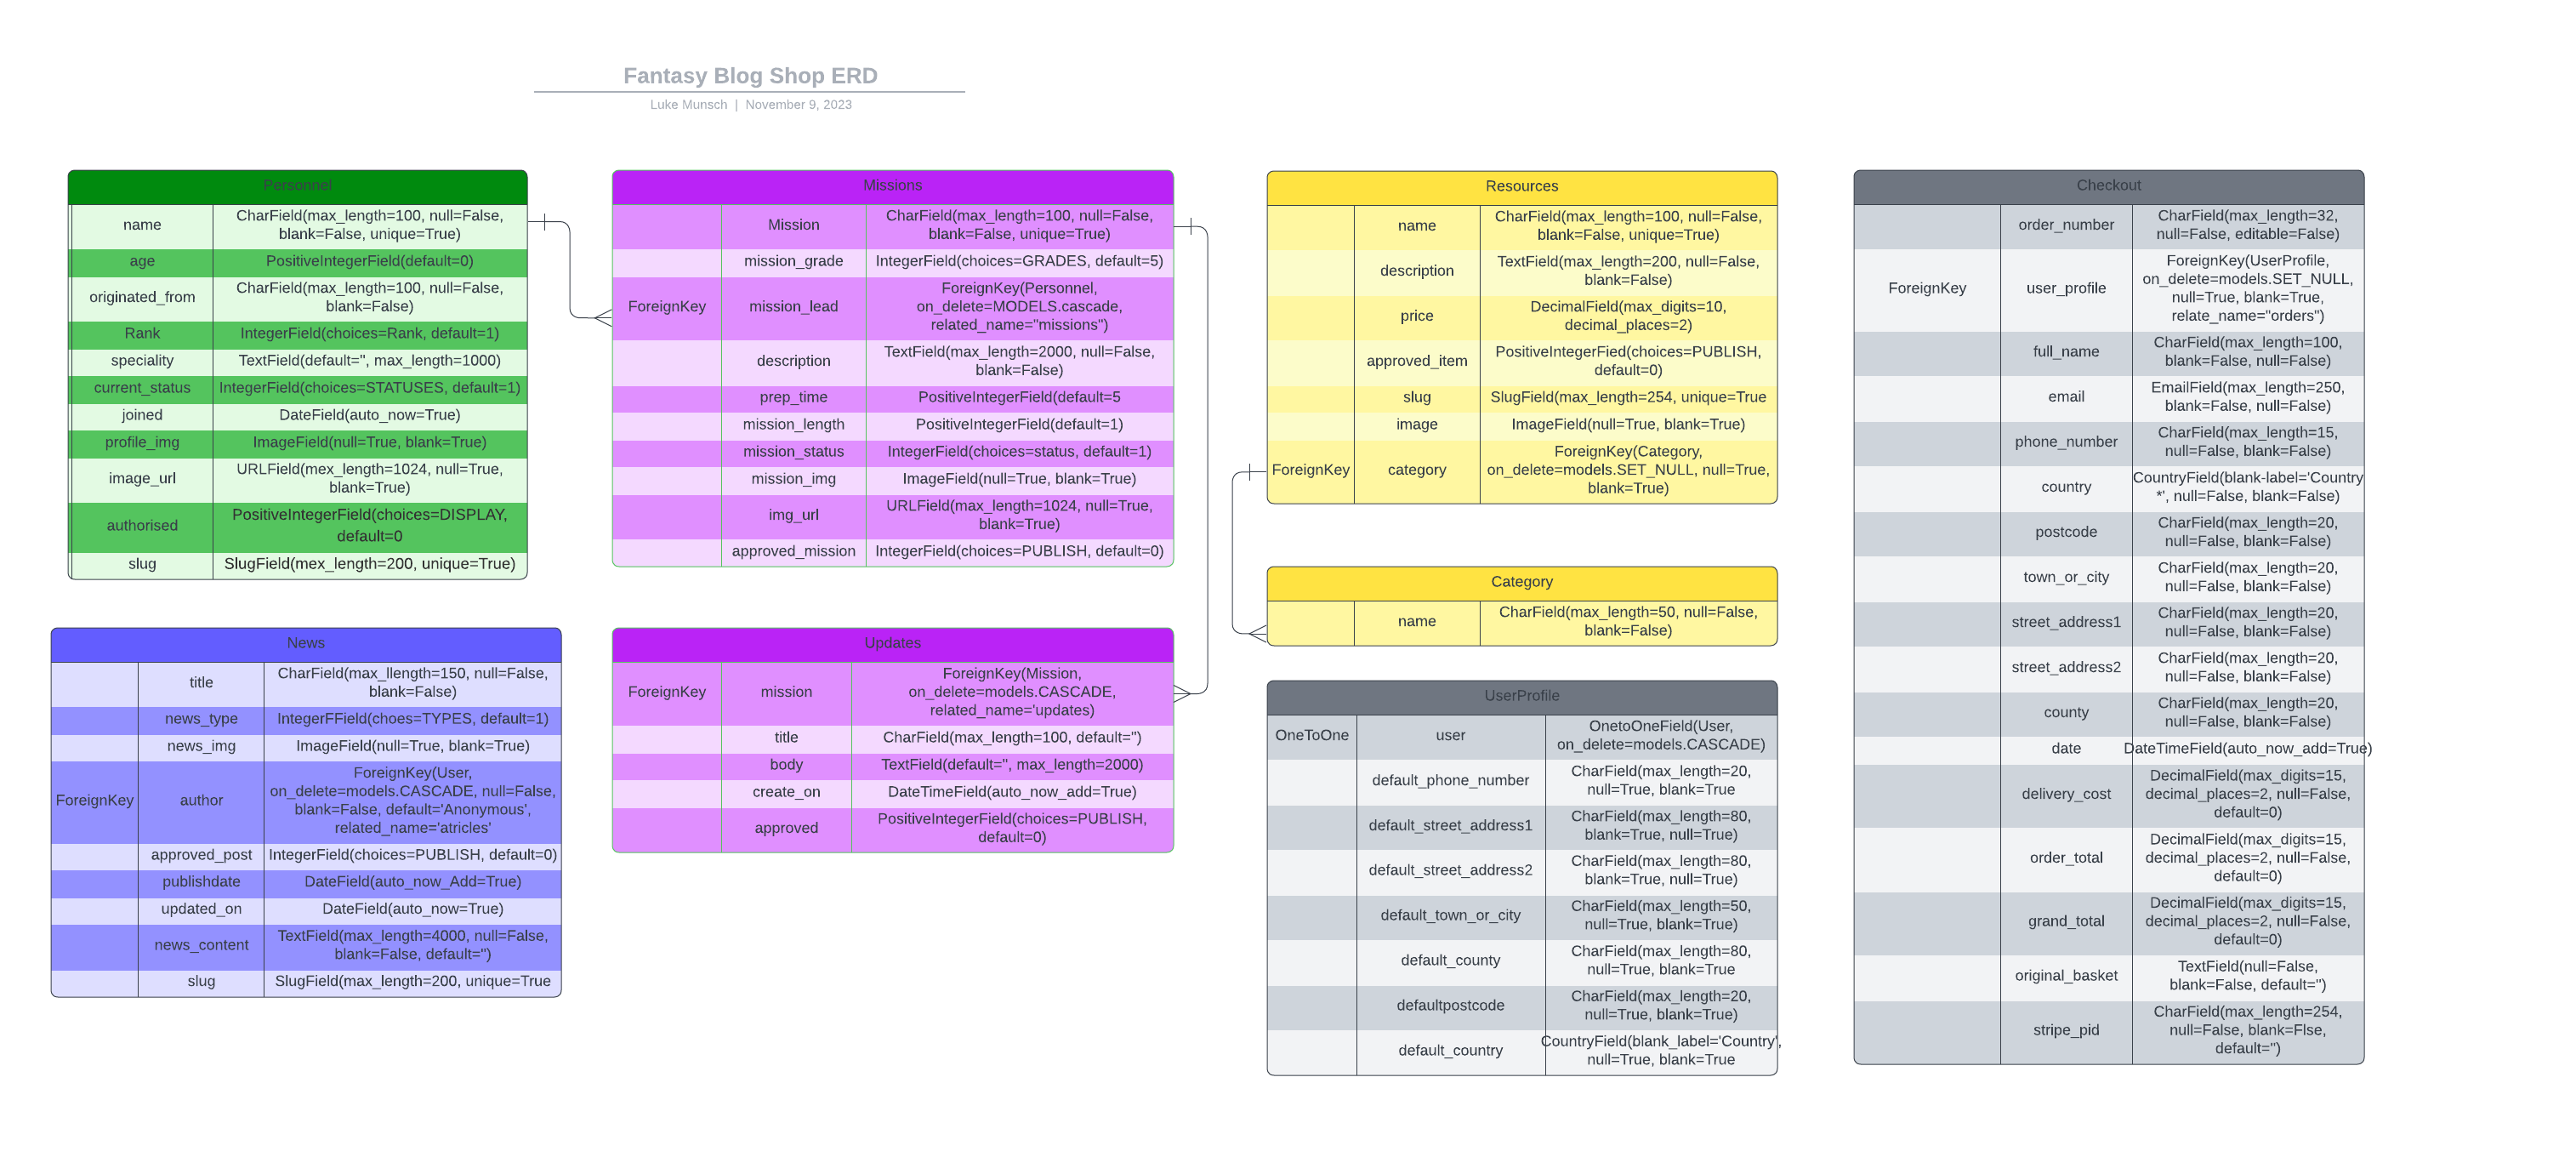 Fantasy Blog Shop ERD
Luke Munsch | November 9, 2023
Personnel
name
CharField(max_length=100, null=False,
blank=False, unique=True)
age
PositiveIntegerField(default=0)
originated_from
CharField(max_length=100, null=False,
blank=False)
Rank
IntegerField(choices=Rank, default=1)
speciality
TextField(default='', max_length=1000)
current_status
IntegerField(choices=STATUSES, default=1)
joined
DateField(auto_now=True)
profile_img
ImageField(null=True, blank=True)
image_url
URLField(mex_length=1024, null=True,
blank=True)
authorised
PositiveIntegerField(choices=DISPLAY,
default=0
slug
SlugField(mex_length=200, unique=True)
Missions
Mission
CharField(max_length=100, null=False,
blank=False, unique=True)
mission_grade
IntegerField(choices=GRADES, default=5)
ForeignKey
mission_lead
ForeignKey(Personnel,
on_delete=MODELS.cascade,
related_name="missions")
description
TextField(max_length=2000, null=False,
blank=False)
prep_time
PositiveIntegerField(default=5
mission_length
PositiveIntegerField(default=1)
mission_status
IntegerField(choices=status, default=1)
mission_img
ImageField(null=True, blank=True)
img_url
URLField(max_length=1024, null=True,
blank=True)
approved_mission
IntegerField(choices=PUBLISH, default=0)
Resources
name
CharField(max_length=100, null=False,
blank=False, unique=True)
description
TextField(max_length=200, null=False,
blank=False)
price
DecimalField(max_digits=10,
decimal_places=2)
approved_item
PositiveIntegerFied(choices=PUBLISH,
default=0)
slug
SlugField(max_length=254, unique=True
image
ImageField(null=True, blank=True)
ForeignKey
category
ForeignKey(Category,
on_delete=models.SET_NULL, null=True,
blank=True)
Category
name
CharField(max_length=50, null=False,
blank=False)
News
title
CharField(max_llength=150, null=False,
blank=False)
news_type
IntegerFField(choes=TYPES, default=1)
news_img
ImageField(null=True, blank=True)
ForeignKey
author
ForeignKey(User,
on_delete=models.CASCADE, null=False,
blank=False, default='Anonymous',
related_name='atricles'
approved_post
IntegerField(choices=PUBLISH, default=0)
publishdate
DateField(auto_now_Add=True)
updated_on
DateField(auto_now=True)
news_content
TextField(max_length=4000, null=False,
blank=False, default='')
slug
SlugField(max_length=200, unique=True
Updates
ForeignKey
mission
ForeignKey(Mission,
on_delete=models.CASCADE,
related_name='updates)
title
CharField(max_length=100, default='')
body
TextField(default='', max_length=2000)
create_on
DateTimeField(auto_now_add=True)
approved
PositiveIntegerField(choices=PUBLISH,
default=0)
UserProfile
OneToOne
user
OnetoOneField(User,
on_delete=models.CASCADE)
default_phone_number
CharField(max_length=20,
null=True, blank=True
default_street_address1
CharField(max_length=80,
blank=True, null=True)
default_street_address2
CharField(max_length=80,
blank=True, null=True)
default_town_or_city
CharField(max_length=50,
null=True, blank=True)
default_county
CharField(max_length=80,
null=True, blank=True
defaultpostcode
CharField(max_length=20,
null=True, blank=True)
default_country
CountryField(blank_label='Country',
null=True, blank=True
Checkout
order_number
CharField(max_length=32,
null=False, editable=False)
ForeignKey
user_profile
ForeignKey(UserProfile,
on_delete=models.SET_NULL,
null=True, blank=True,
relate_name="orders")
full_name
CharField(max_length=100,
blank=False, null=False)
email
EmailField(max_length=250,
blank=False, null=False)
phone_number
CharField(max_length=15,
null=False, blank=False)
country
CountryField(blank-label='Country
*', null=False, blank=False)
postcode
CharField(max_length=20,
null=False, blank=False)
town_or_city
CharField(max_length=20,
null=False, blank=False)
street_address1
CharField(max_length=20,
null=False, blank=False)
street_address2
CharField(max_length=20,
null=False, blank=False)
county
CharField(max_length=20,
null=False, blank=False)
date
DateTimeField(auto_now_add=True)
delivery_cost
DecimalField(max_digits=15,
decimal_places=2, null=False,
default=0)
order_total
DecimalField(max_digits=15,
decimal_places=2, null=False,
default=0)
grand_total
DecimalField(max_digits=15,
decimal_places=2, null=False,
default=0)
original_basket
TextField(null=False,
blank=False, default='')
stripe_pid
CharField(max_length=254,
null=False, blank=Flse,
default='')